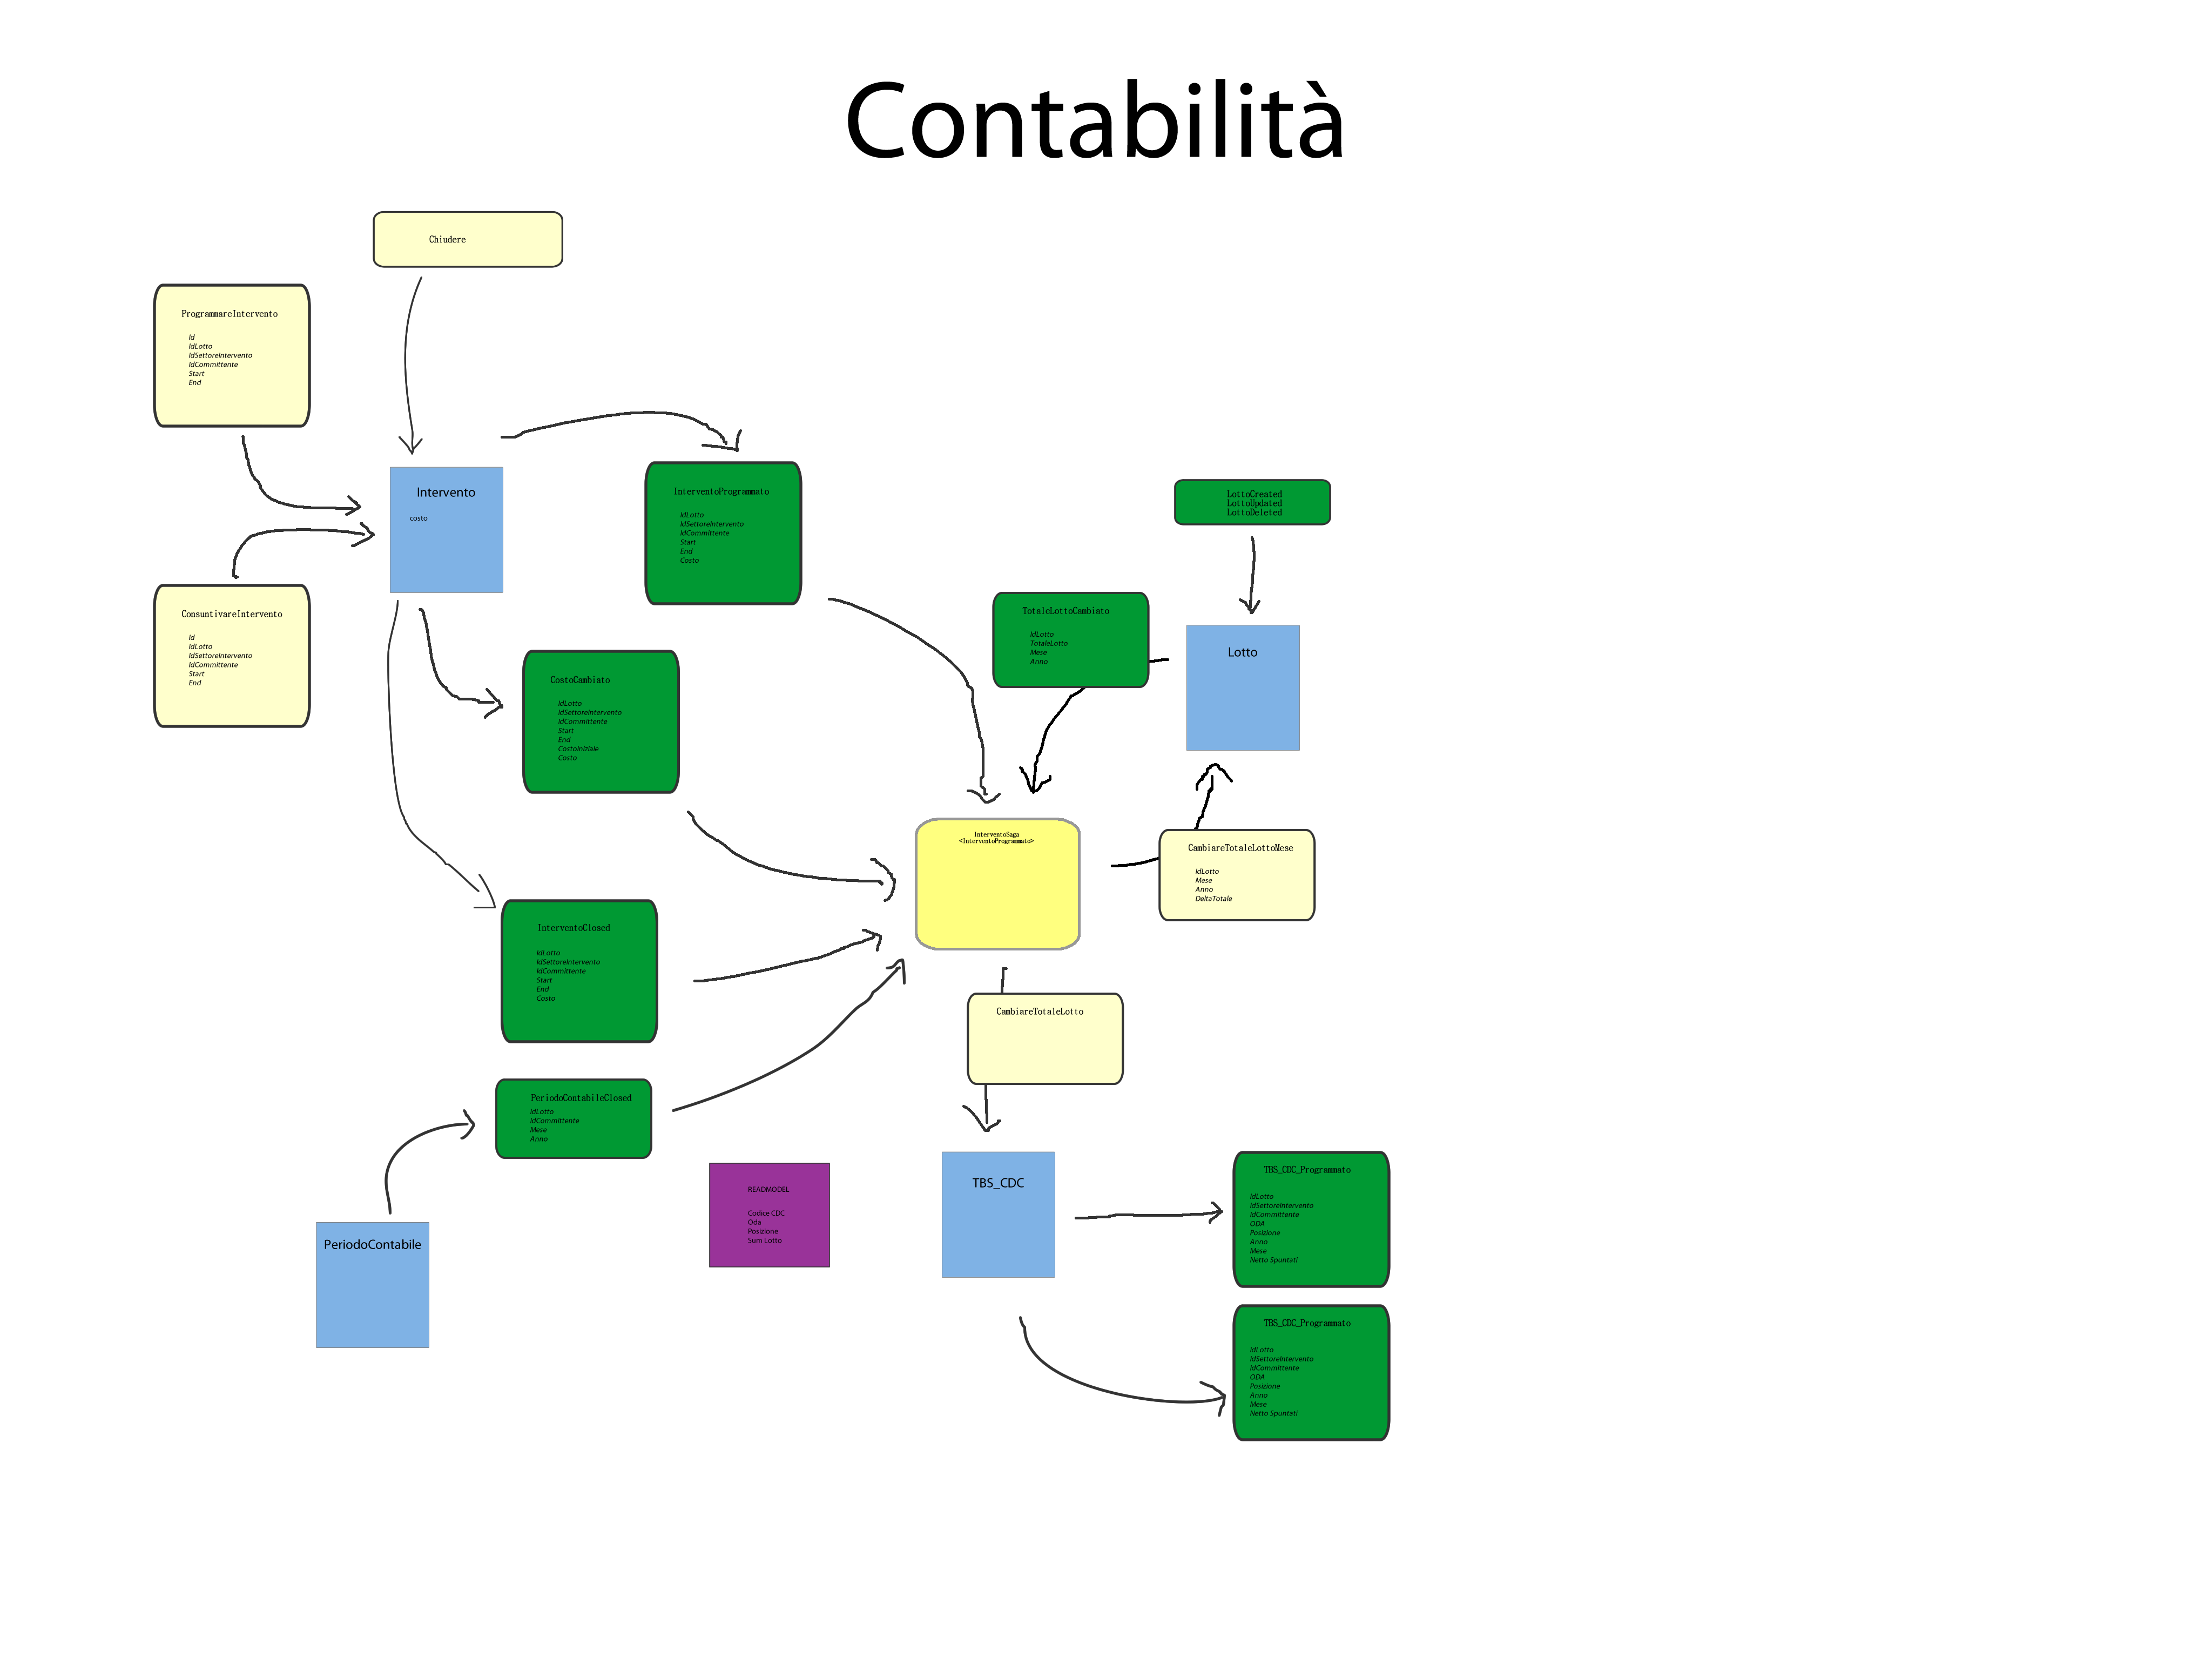 Contabilità
Chiudere
ProgrammareIntervento
Id
IdLotto
IdSettoreIntervento
IdCommittente
Start
End
Intervento
costo
InterventoProgrammato
IdLotto
IdSettoreIntervento
IdCommittente
Start
End
Costo
LottoCreated
LottoUpdated
LottoDeleted
ConsuntivareIntervento
Id
IdLotto
IdSettoreIntervento
IdCommittente
Start
End
TotaleLottoCambiato
IdLotto
TotaleLotto
Mese
Anno
Lotto
CostoCambiato
IdLotto
IdSettoreIntervento
IdCommittente
Start
End
CostoIniziale
Costo
InterventoSaga
<InterventoProgrammato>
CambiareTotaleLottoMese
IdLotto
Mese
Anno
DeltaTotale
InterventoClosed
IdLotto
IdSettoreIntervento
IdCommittente
Start
End
Costo
CambiareTotaleLotto
PeriodoContabileClosed
IdLotto
IdCommittente
Mese
Anno
PeriodoContabile
READMODEL
Codice CDC
Oda
Posizione
Sum Lotto
TBS_CDC
TBS_CDC_Programmato
IdLotto
IdSettoreIntervento
IdCommittente
ODA
Posizione
Anno
Mese
Netto Spuntati
TBS_CDC_Programmato
IdLotto
IdSettoreIntervento
IdCommittente
ODA
Posizione
Anno
Mese
Netto Spuntati